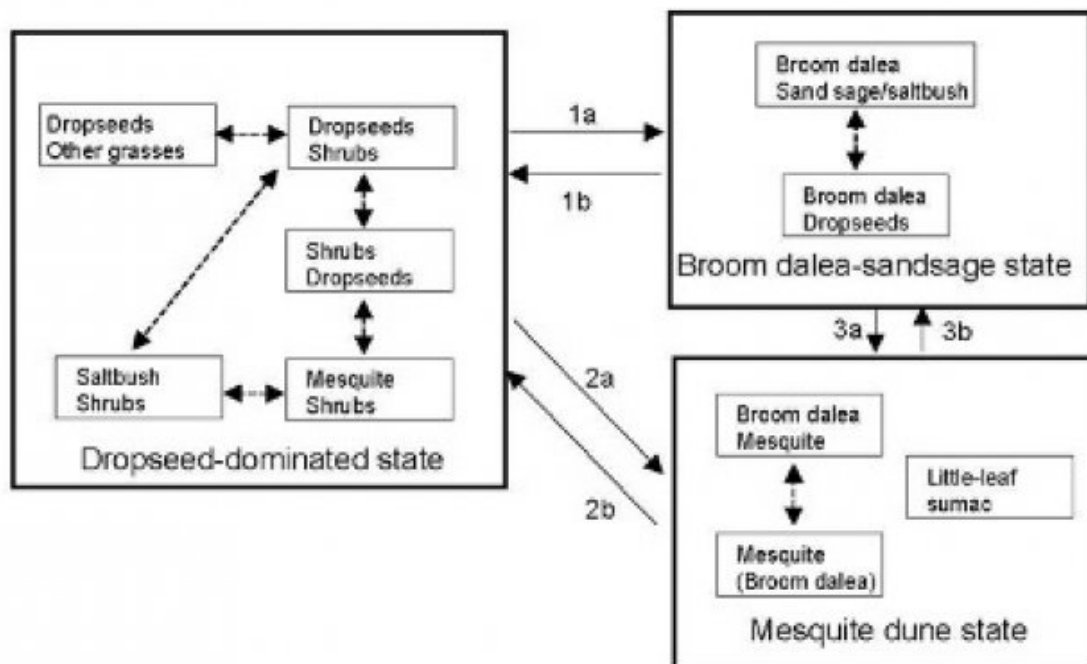 Dropseeds
Other grasses
Dropseeds
Shrubs
Shrubs
Dropseeds
Saltbush
Shrubs
Mesquite
Shrubs
Dropseed-dominated state
1a
1b
2a
2b
Broom dalea
Sand sage/saltbush
Broom dalea
Dropseeds
Broom dalea-sandsage state
3a
3b
Broom dalea
Mesquite
Little-leaf
sumac
Mesquite
(Broom dalea)
Mesquite dune state